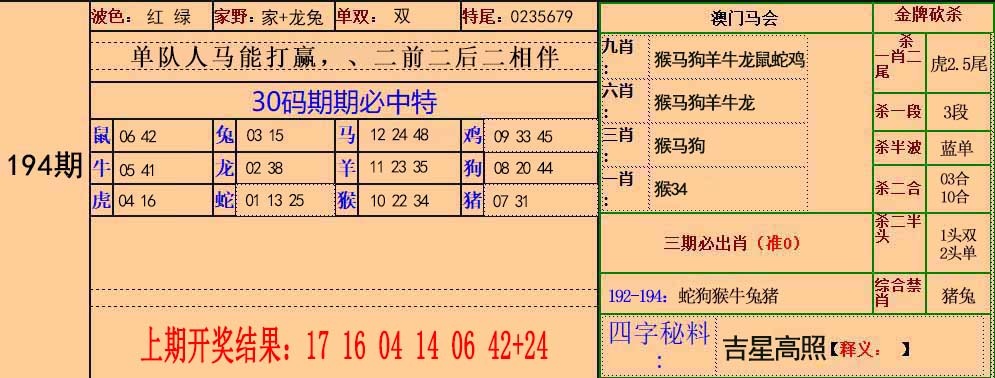 波色： 红 绿 家野：家+龙兔 单双： 双 特尾：0235679
单队人马能打赢，、二前二后二相伴
30码期期必中特
194期
鼠 06 42 兔 03 15 马 12 24 48 鸡 09 33 45
牛 05 41 龙 02 38 羊 11 23 35 狗 08 20 44
虎 04 16 蛇 01 13 25 猴 10 22 34 猪 07 31
上期开奖结果：17 16 04 14 06 42+24
澳门马会 金牌砍杀
九肖： 猴马狗羊牛龙鼠蛇鸡
六肖： 猴马狗羊牛龙
三肖： 猴马狗
一肖： 猴34
三期必出肖（准0）
192-194：蛇狗猴牛兔猪
四字秘料： 吉星高照【释义： 】
杀一肖二尾 虎2.5尾
杀一段 3段
杀半波 蓝单
杀二合 03合
10合
杀二半头 1头双
2头单
综合禁肖 猪兔